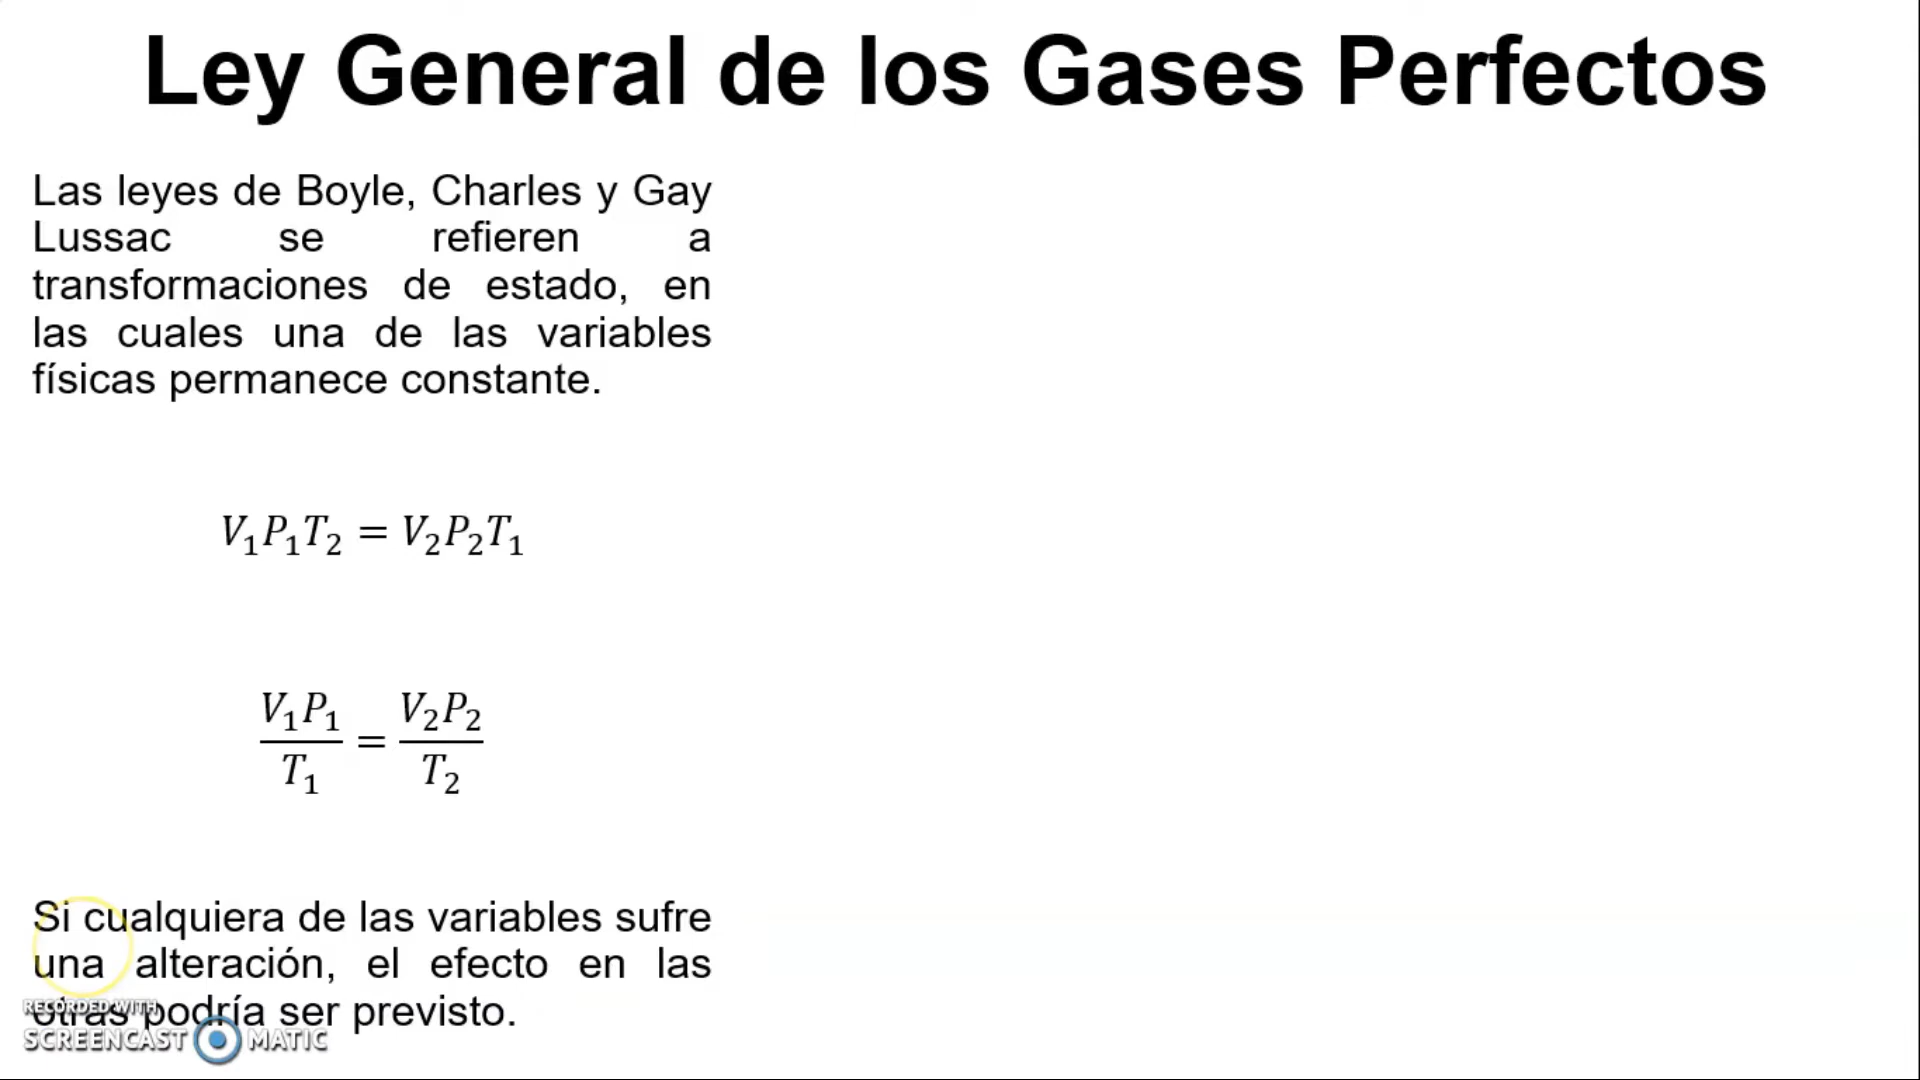 Ley General de los Gases Perfectos
Las leyes de Boyle, Charles y Gay
Lussac se refieren a
transformaciones de estado, en
las cuales una de las variables
físicas permanece constante.
V₁P₁T₂ = V₂P₂T₁
V₁P₁/T₁ = V₂P₂/T₂
Si cualquiera de las variables sufre
una alteración, el efecto en las
otras podría ser previsto.
RECORDED WITH
SCREENCAST MATIC